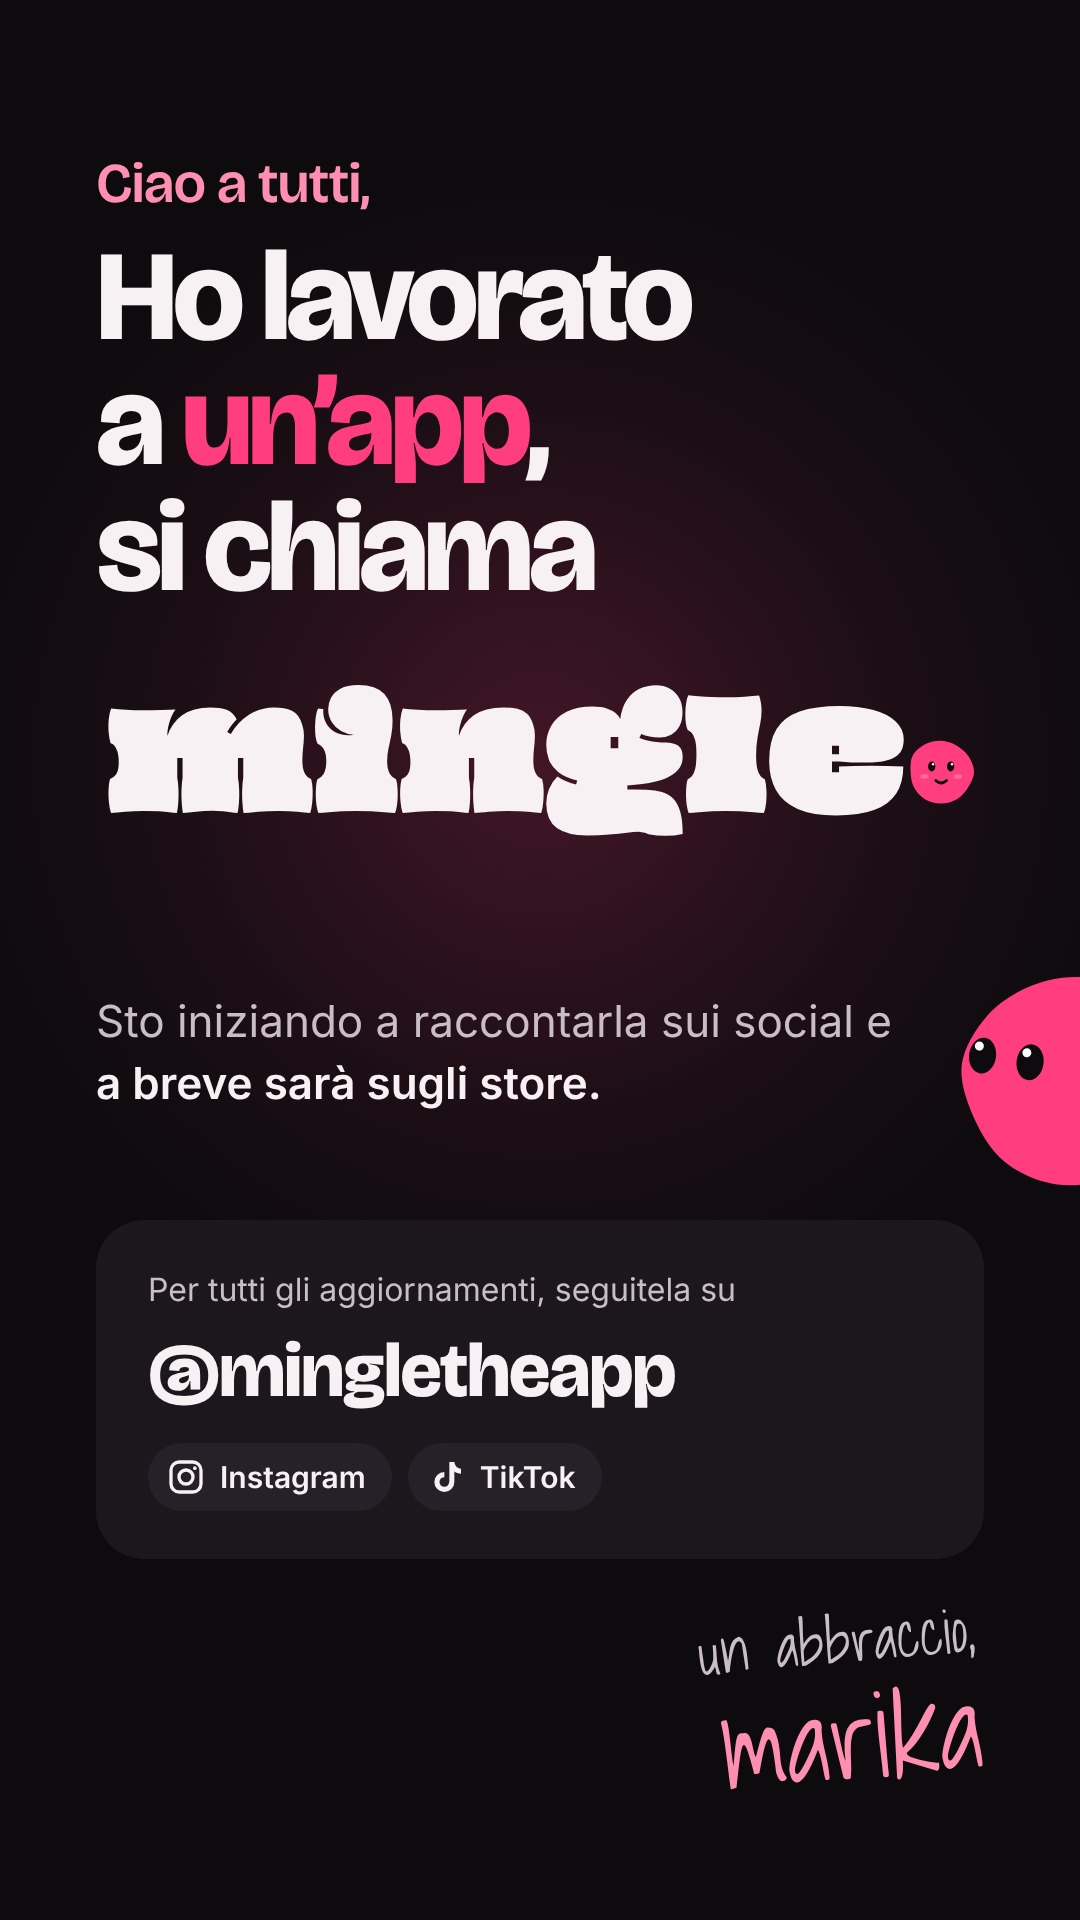 Ciao a tutti,
Ho lavorato
a un’app,
si chiama
mingle
Sto iniziando a raccontarla sui social e
a breve sarà sugli store.
Per tutti gli aggiornamenti, seguitela su
@mingletheapp
Instagram TikTok
un abbraccio,
marika